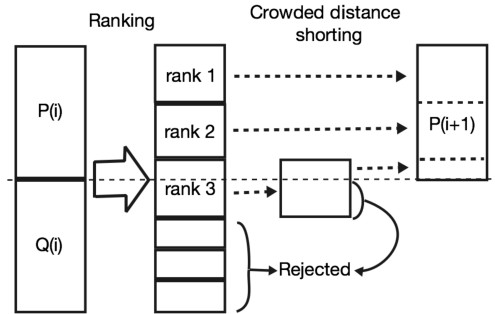 Ranking
Crowded distance
shorting
P(i)
Q(i)
rank 1
rank 2
rank 3
P(i+1)
Rejected